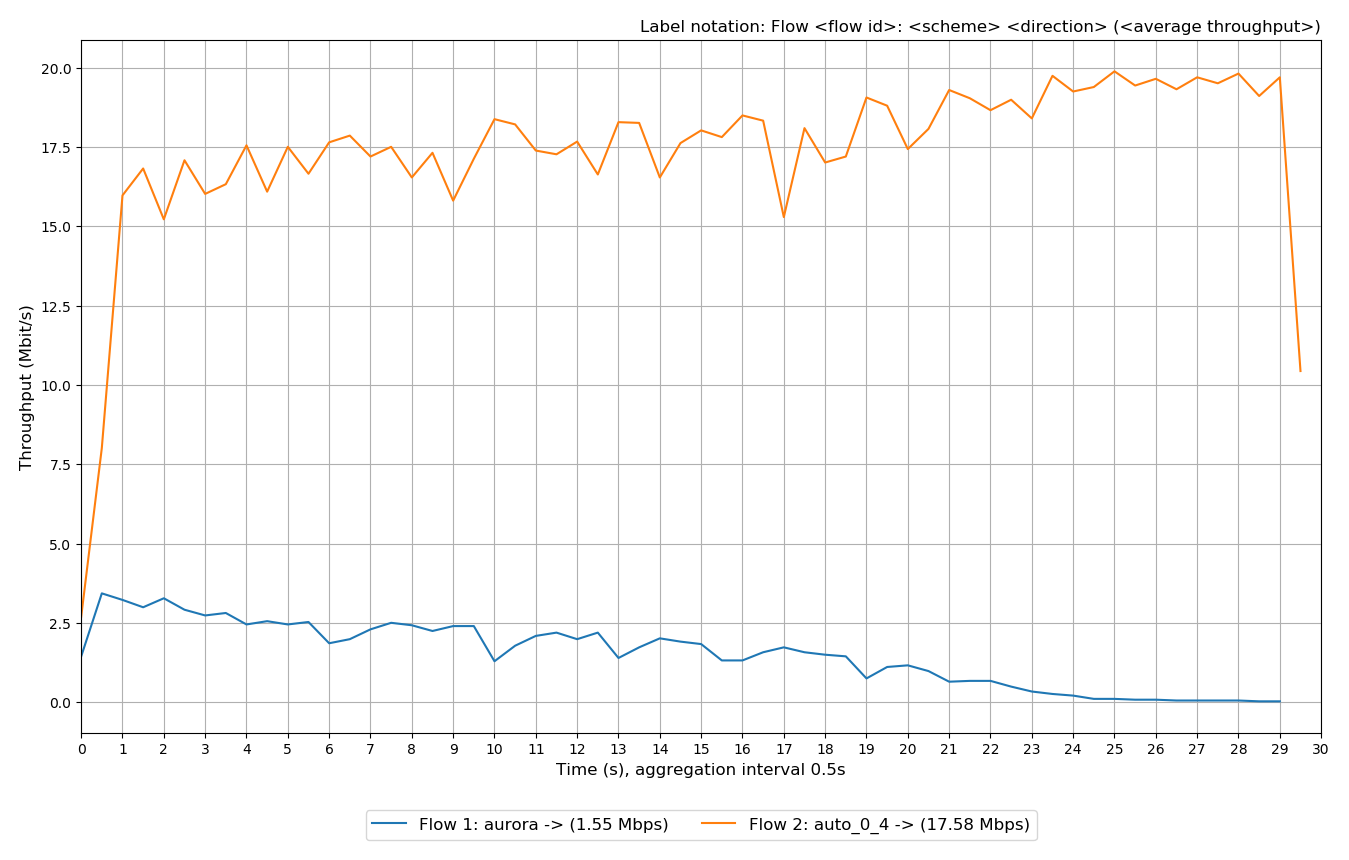 Label notation: Flow <flow id>: <scheme> <direction> (<average throughput>)
20.0
17.5
15.0
12.5
10.0
7.5
5.0
2.5
0.0
Throughput (Mbit/s)
0 1 2 3 4 5 6 7 8 9 10 11 12 13 14 15 16 17 18 19 20 21 22 23 24 25 26 27 28 29 30
Time (s), aggregation interval 0.5s
Flow 1: aurora -> (1.55 Mbps) Flow 2: auto_0_4 -> (17.58 Mbps)